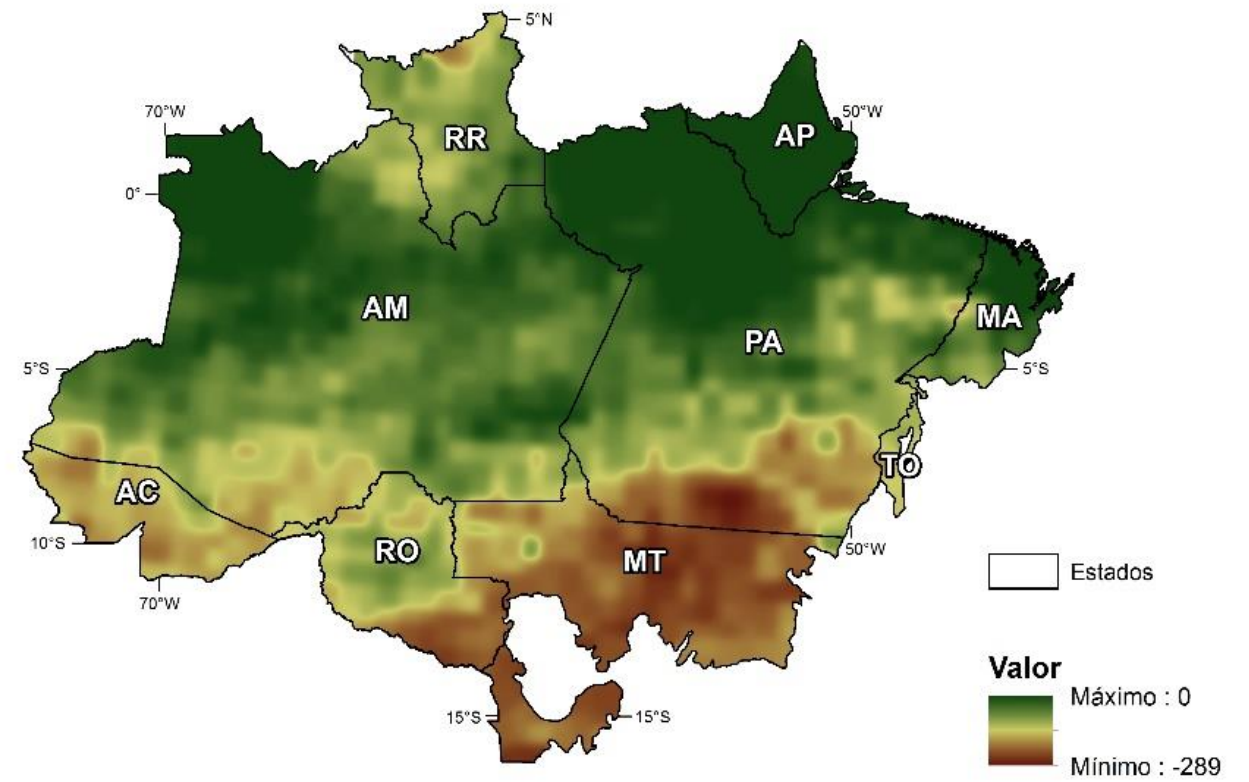 5°N
70°W
50°W
RR
AP
0°
AM
PA
MA
5°S
5°S
TO
AC
10°S
RO
MT
50°W
70°W
15°S
15°S
Estados
Valor
Máximo : 0
Mínimo : -289